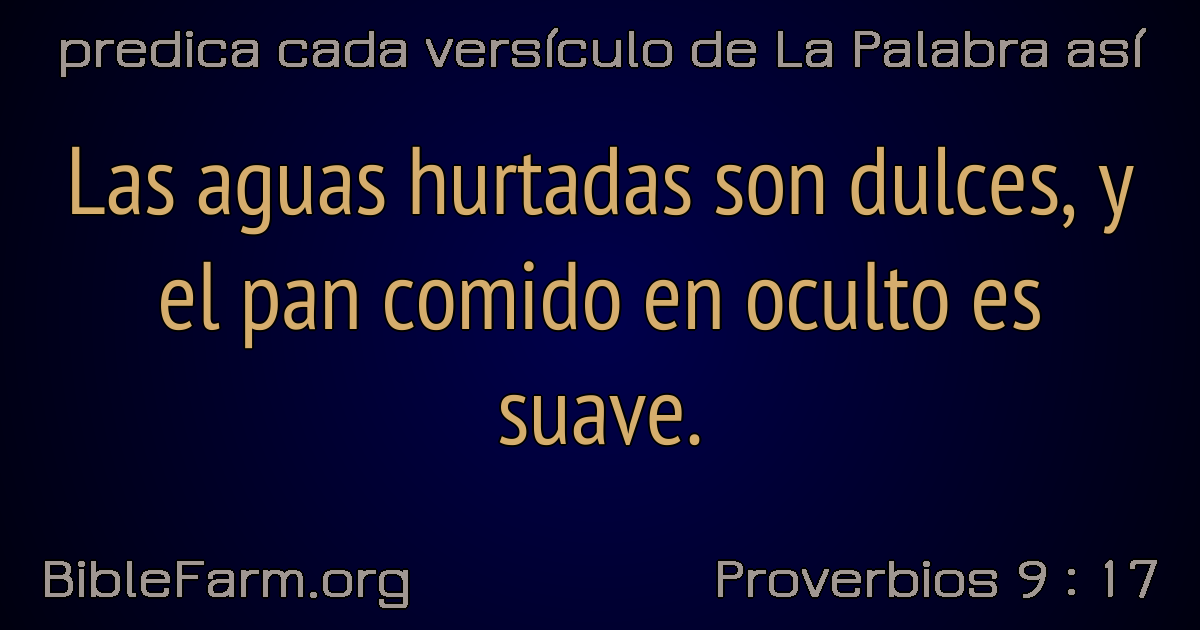 predica cada versículo de La Palabra así
Las aguas hurtadas son dulces, y
el pan comido en oculto es
suave.
BibleFarm.org
Proverbios 9 : 17